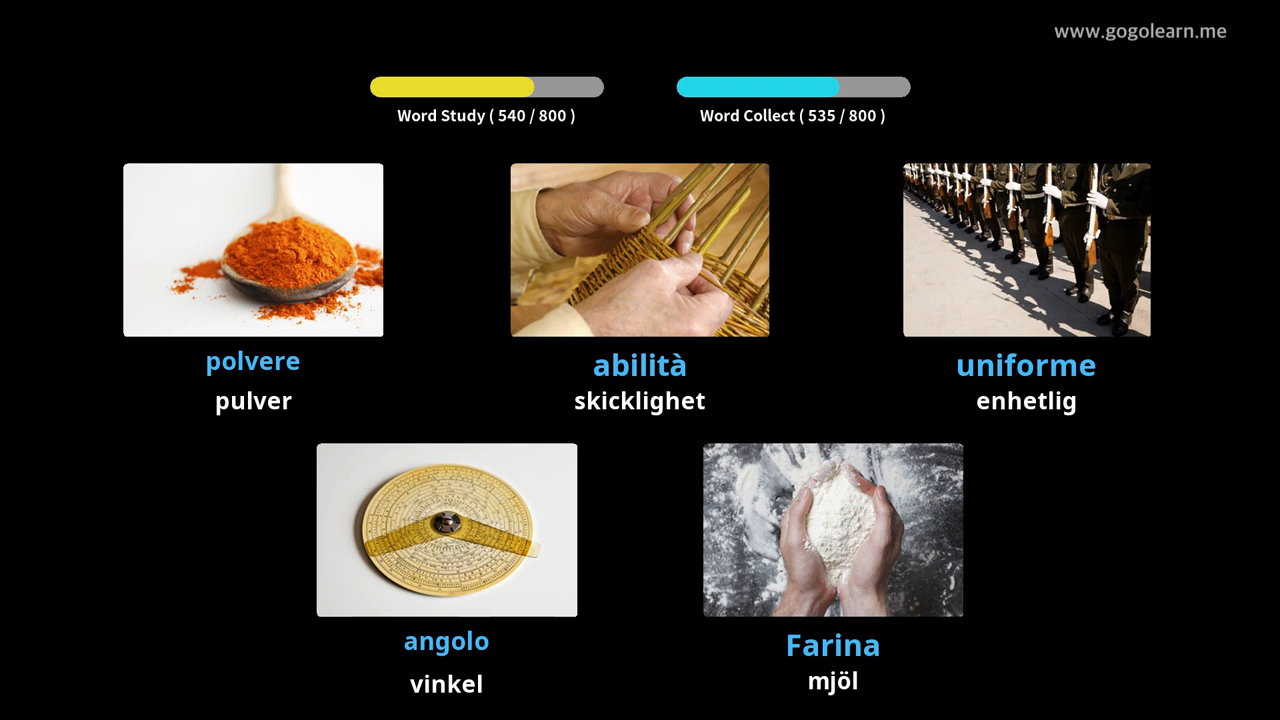 www.gogolearn.me
Word Study ( 540 / 800 )
Word Collect ( 535 / 800 )
polvere
pulver
abilità
skicklighet
uniforme
enhetlig
angolo
vinkel
Farina
mjöl